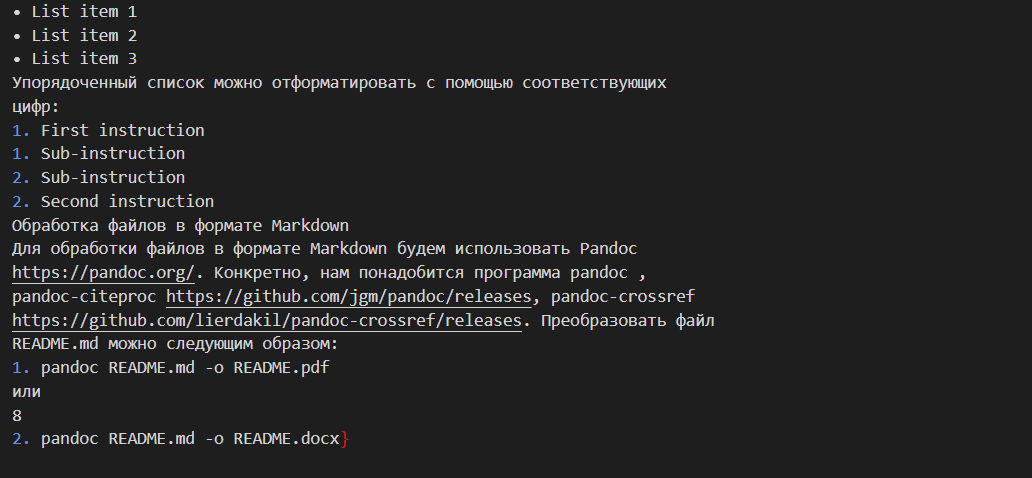 • List item 1
• List item 2
• List item 3
Упорядоченный список можно отформатировать с помощью соответствующих
цифр:
1. First instruction
1. Sub-instruction
2. Sub-instruction
2. Second instruction
Обработка файлов в формате Markdown
Для обработки файлов в формате Markdown будем использовать Pandoc
https://pandoc.org/. Конкретно, нам понадобится программа pandoc ,
pandoc-citeproc https://github.com/jgm/pandoc/releases, pandoc-crossref
https://github.com/lierdakil/pandoc-crossref/releases. Преобразовать файл
README.md можно следующим образом:
1. pandoc README.md -o README.pdf
или
8
2. pandoc README.md -o README.docx}